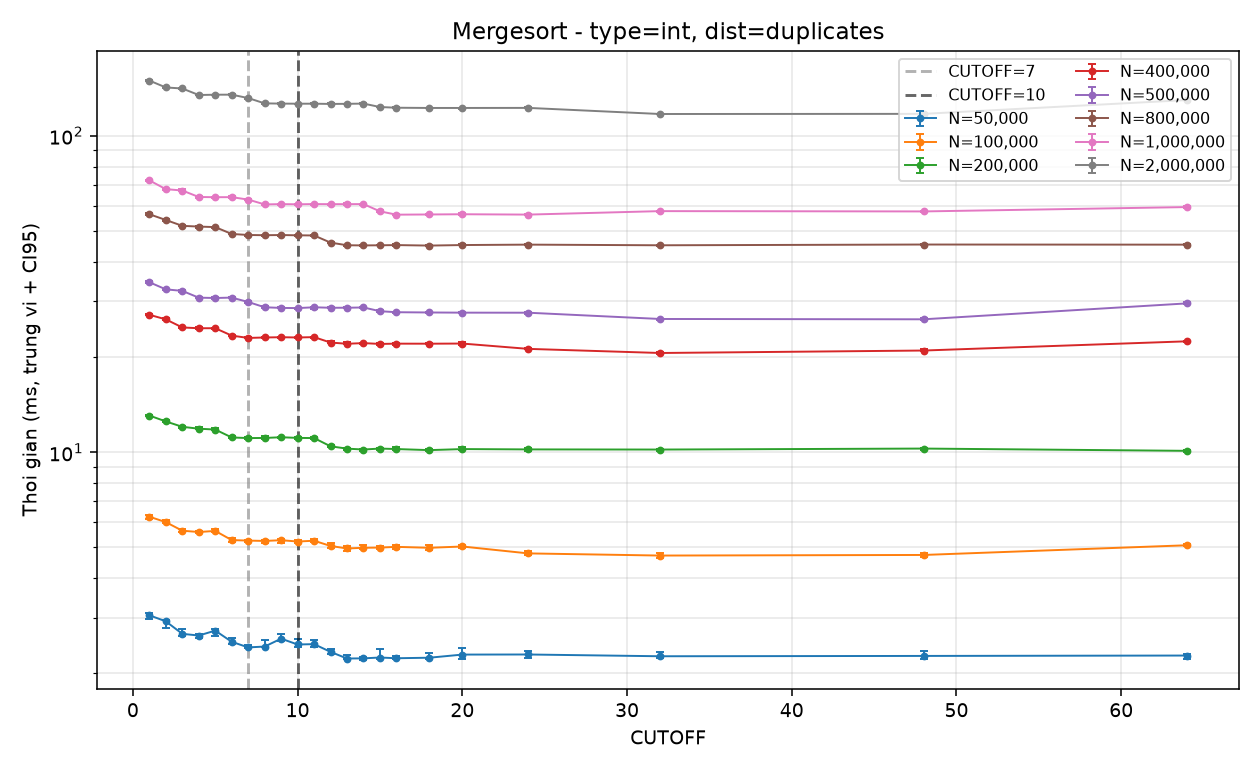 Mergesort - type=int, dist=duplicates
CUTOFF=7
CUTOFF=10
N=50,000
N=100,000
N=200,000
N=400,000
N=500,000
N=800,000
N=1,000,000
N=2,000,000
Thoi gian (ms, trung vi + CI95)
10²
10¹
0 10 20 30 40 50 60
CUTOFF